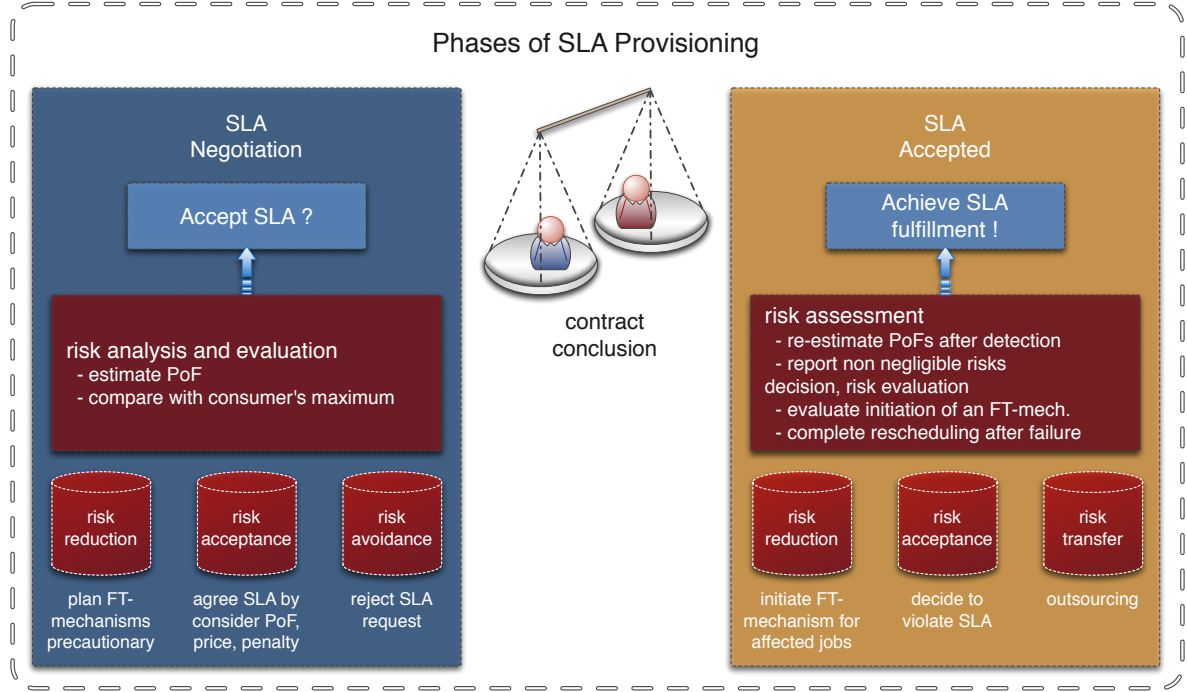 Phases of SLA Provisioning
SLA
Negotiation
Accept SLA ?
risk analysis and evaluation
- estimate PoF
- compare with consumer's maximum
risk
reduction
risk
acceptance
risk
avoidance
plan FT-
mechanisms
precautionary
agree SLA by
consider PoF,
price, penalty
reject SLA
request
contract
conclusion
SLA
Accepted
Achieve SLA
fulfillment !
risk assessment
- re-estimate PoFs after detection
- report non negligible risks
decision, risk evaluation
- evaluate initiation of an FT-mech.
- complete rescheduling after failure
risk
reduction
risk
acceptance
risk
transfer
initiate FT-
mechanism for
affected jobs
decide to
violate SLA
outsourcing